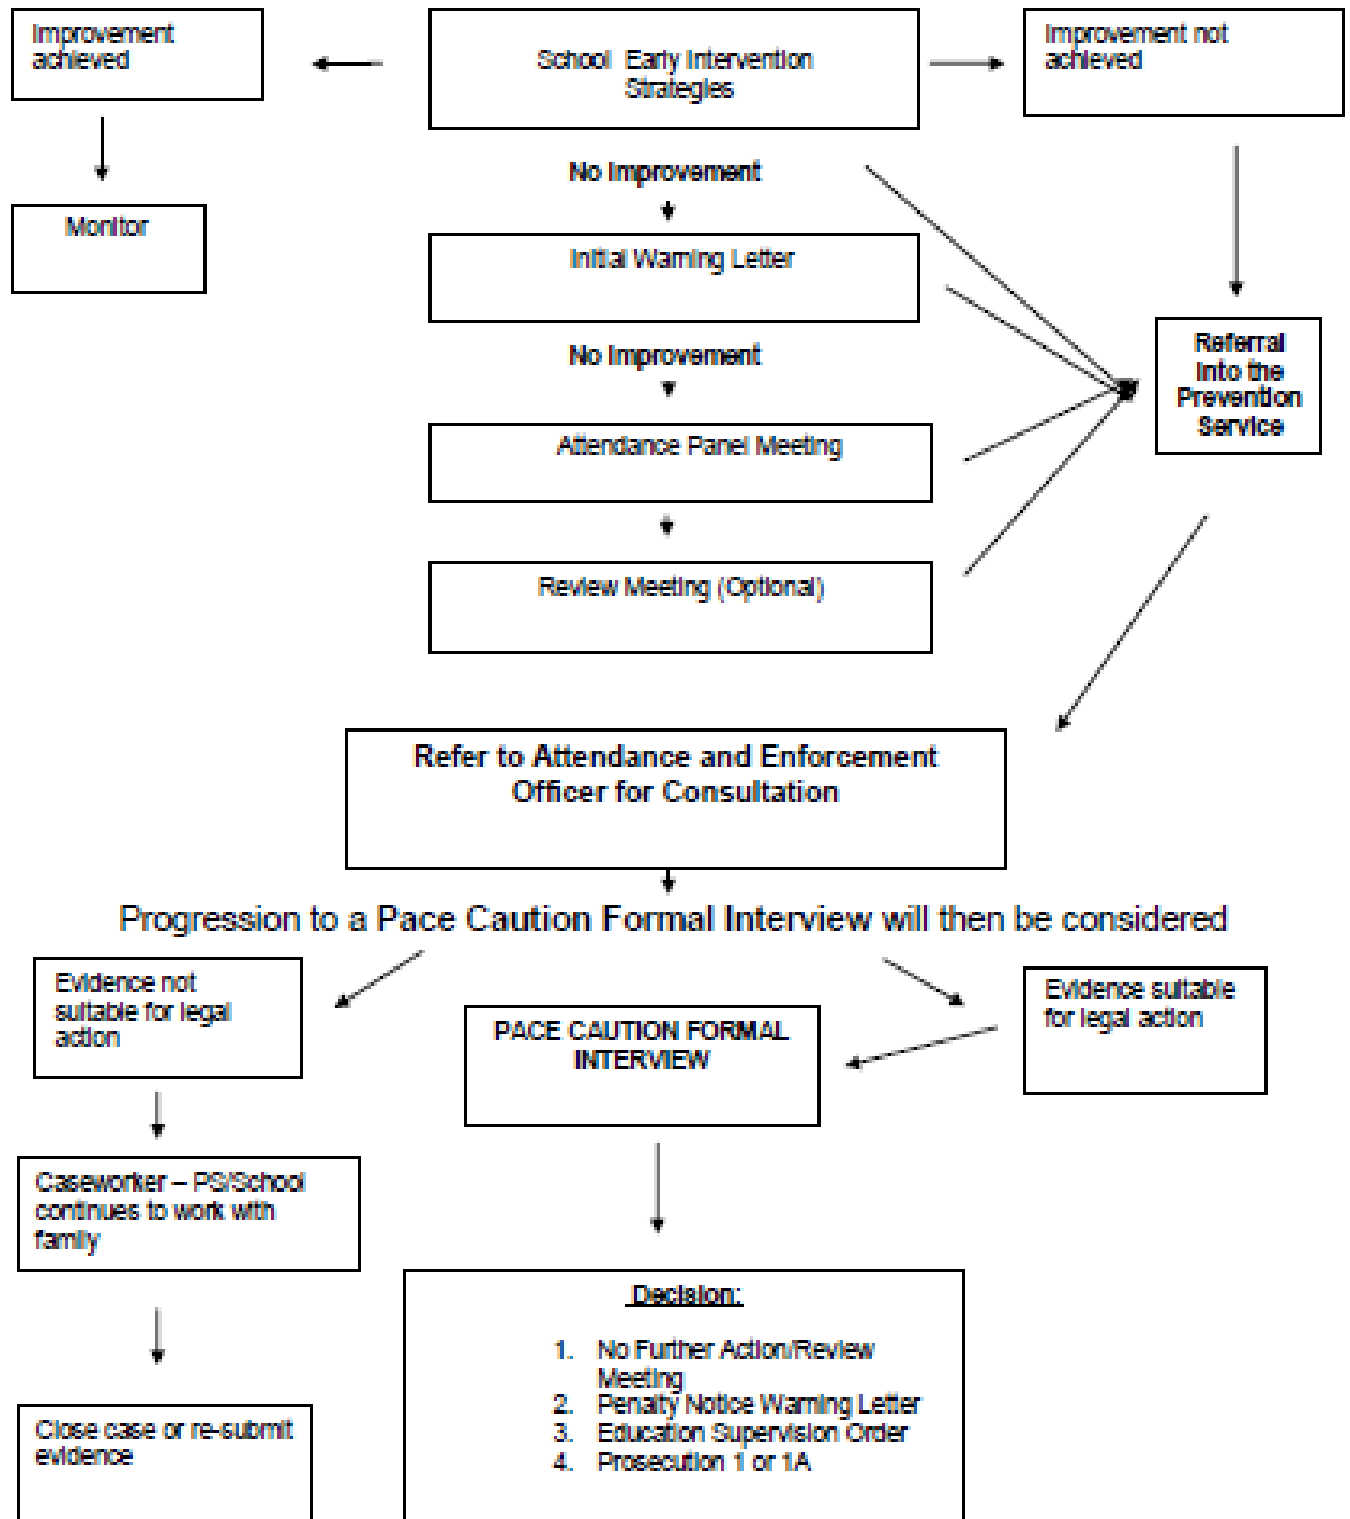 Improvement
achieved
School Early Intervention
Strategies
Improvement not
achieved
No Improvement
Monitor
Initial Warning Letter
No Improvement
Referral
Into the
Prevention
Service
Attendance Panel Meeting
Review Meeting (Optional)
Refer to Attendance and Enforcement
Officer for Consultation
Progression to a Pace Caution Formal Interview will then be considered
Evidence not
suitable for legal
action
PACE CAUTION FORMAL
INTERVIEW
Evidence suitable
for legal action
Caseworker – PS/School
continues to work with
family
Decision:
1. No Further Action/Review
Meeting
2. Penalty Notice Warning Letter
3. Education Supervision Order
4. Prosecution 1 or 1A
Close case or re-submit
evidence